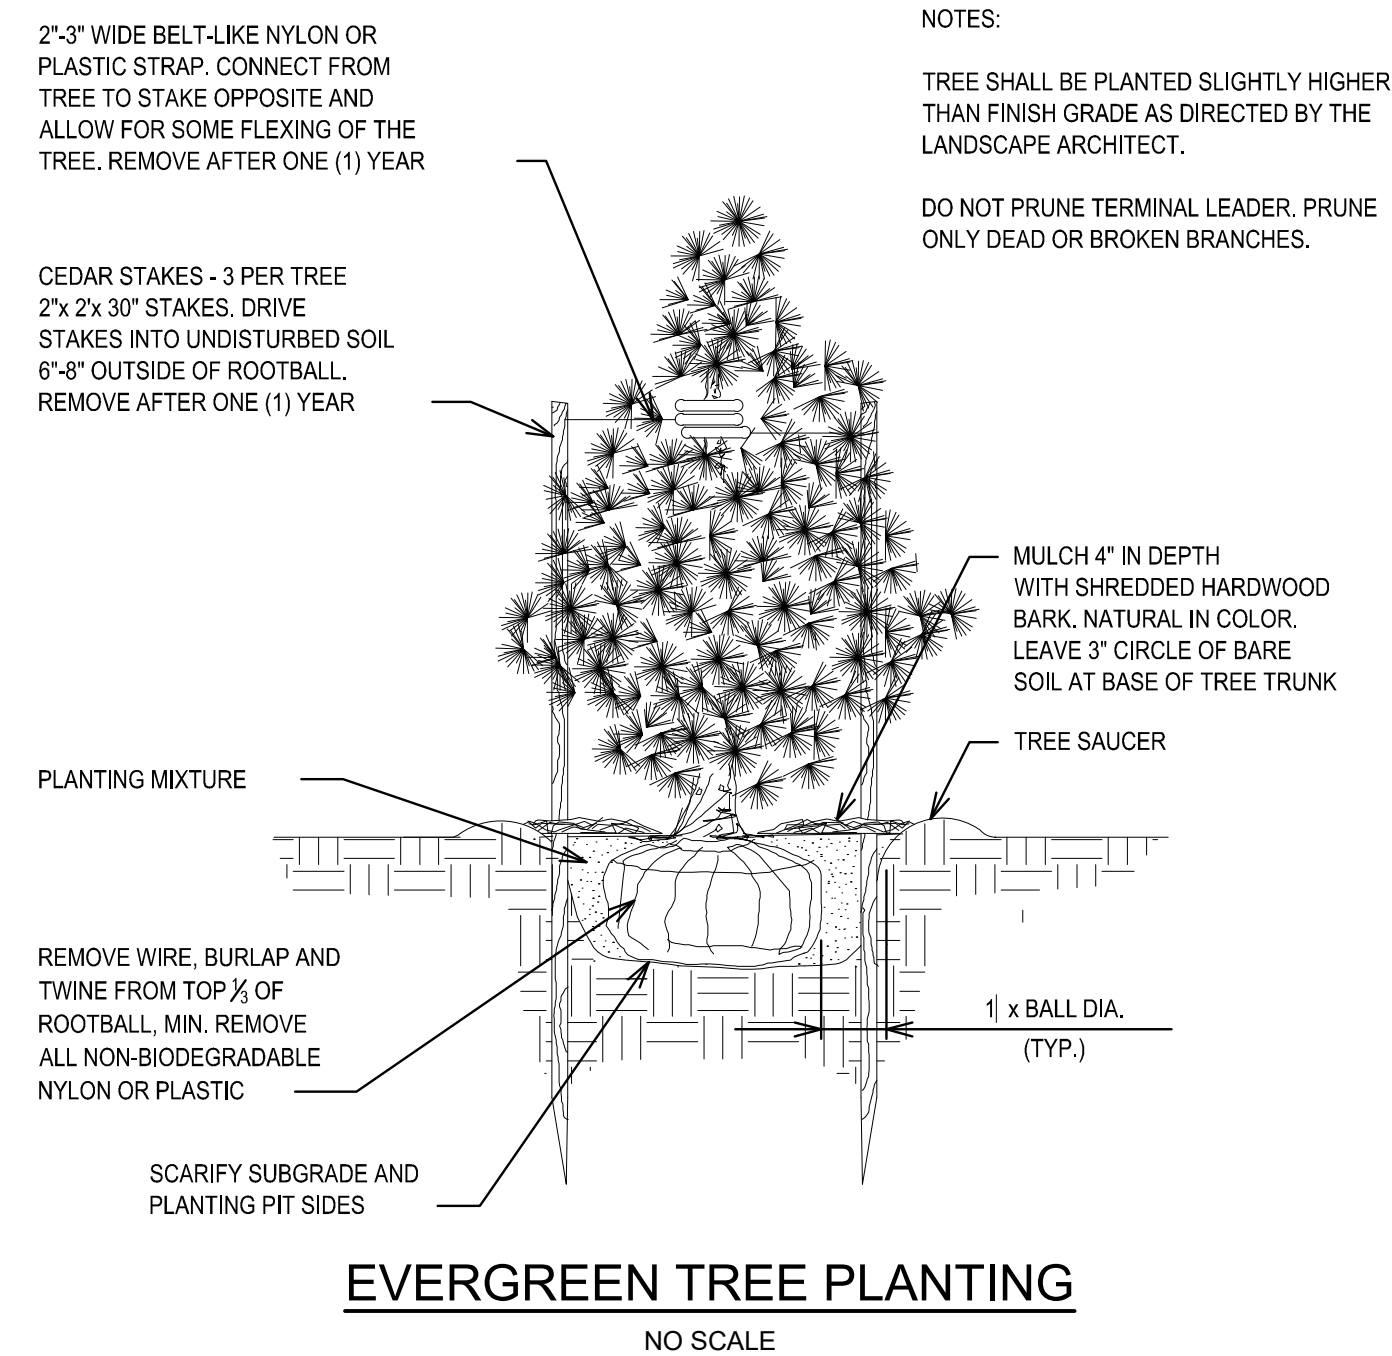 2"-3" WIDE BELT-LIKE NYLON OR
PLASTIC STRAP. CONNECT FROM
TREE TO STAKE OPPOSITE AND
ALLOW FOR SOME FLEXING OF THE
TREE. REMOVE AFTER ONE (1) YEAR
NOTES:
TREE SHALL BE PLANTED SLIGHTLY HIGHER
THAN FINISH GRADE AS DIRECTED BY THE
LANDSCAPE ARCHITECT.
DO NOT PRUNE TERMINAL LEADER. PRUNE
ONLY DEAD OR BROKEN BRANCHES.
CEDAR STAKES - 3 PER TREE
2"x 2'x 30" STAKES. DRIVE
STAKES INTO UNDISTURBED SOIL
6"-8" OUTSIDE OF ROOTBALL.
REMOVE AFTER ONE (1) YEAR
MULCH 4" IN DEPTH
WITH SHREDDED HARDWOOD
BARK. NATURAL IN COLOR.
LEAVE 3" CIRCLE OF BARE
SOIL AT BASE OF TREE TRUNK
TREE SAUCER
PLANTING MIXTURE
REMOVE WIRE, BURLAP AND
TWINE FROM TOP ⅓ OF
ROOTBALL, MIN. REMOVE
ALL NON-BIODEGRADABLE
NYLON OR PLASTIC
1| x BALL DIA.
(TYP.)
SCARIFY SUBGRADE AND
PLANTING PIT SIDES
EVERGREEN TREE PLANTING
NO SCALE